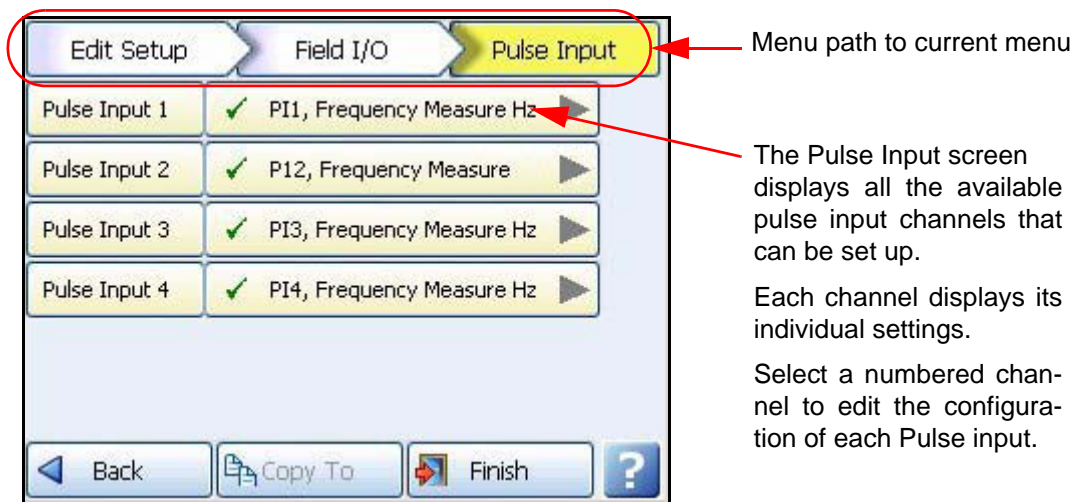 Edit Setup Field I/O Pulse Input
Menu path to current menu
Pulse Input 1 ✓ PI1, Frequency Measure Hz
Pulse Input 2 ✓ P12, Frequency Measure
Pulse Input 3 ✓ PI3, Frequency Measure Hz
Pulse Input 4 ✓ PI4, Frequency Measure Hz
The Pulse Input screen
displays all the available
pulse input channels that
can be set up.
Each channel displays its
individual settings.
Select a numbered chan-
nel to edit the configura-
tion of each Pulse input.
Back Copy To Finish ?